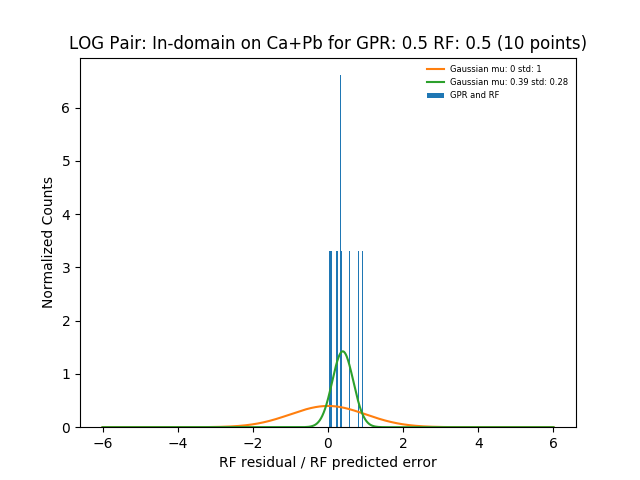 LOG Pair: In-domain on Ca+Pb for GPR: 0.5 RF: 0.5 (10 points)
Gaussian mu: 0 std: 1
Gaussian mu: 0.39 std: 0.28
GPR and RF
Normalized Counts
6
5
4
3
2
1
0
−6 −4 −2 0 2 4 6
RF residual / RF predicted error